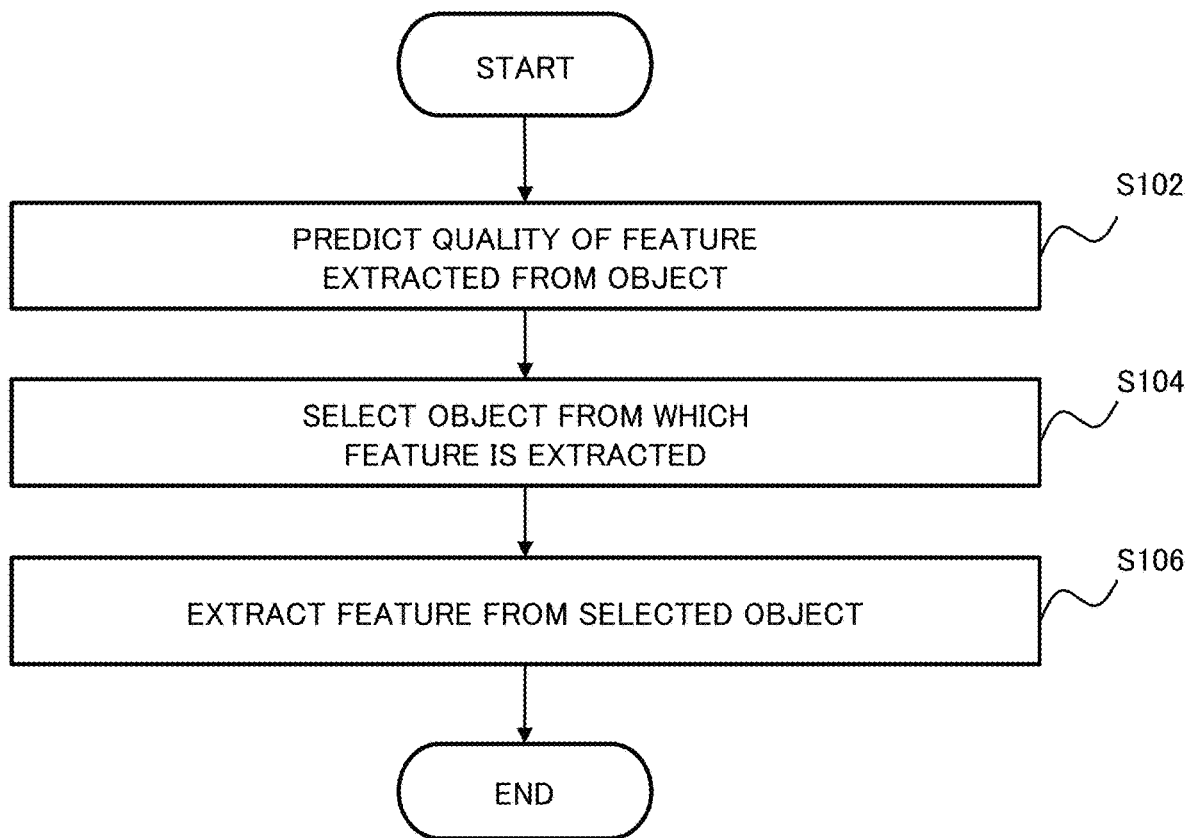 START
S102
PREDICT QUALITY OF FEATURE
EXTRACTED FROM OBJECT
S104
SELECT OBJECT FROM WHICH
FEATURE IS EXTRACTED
S106
EXTRACT FEATURE FROM SELECTED OBJECT
END